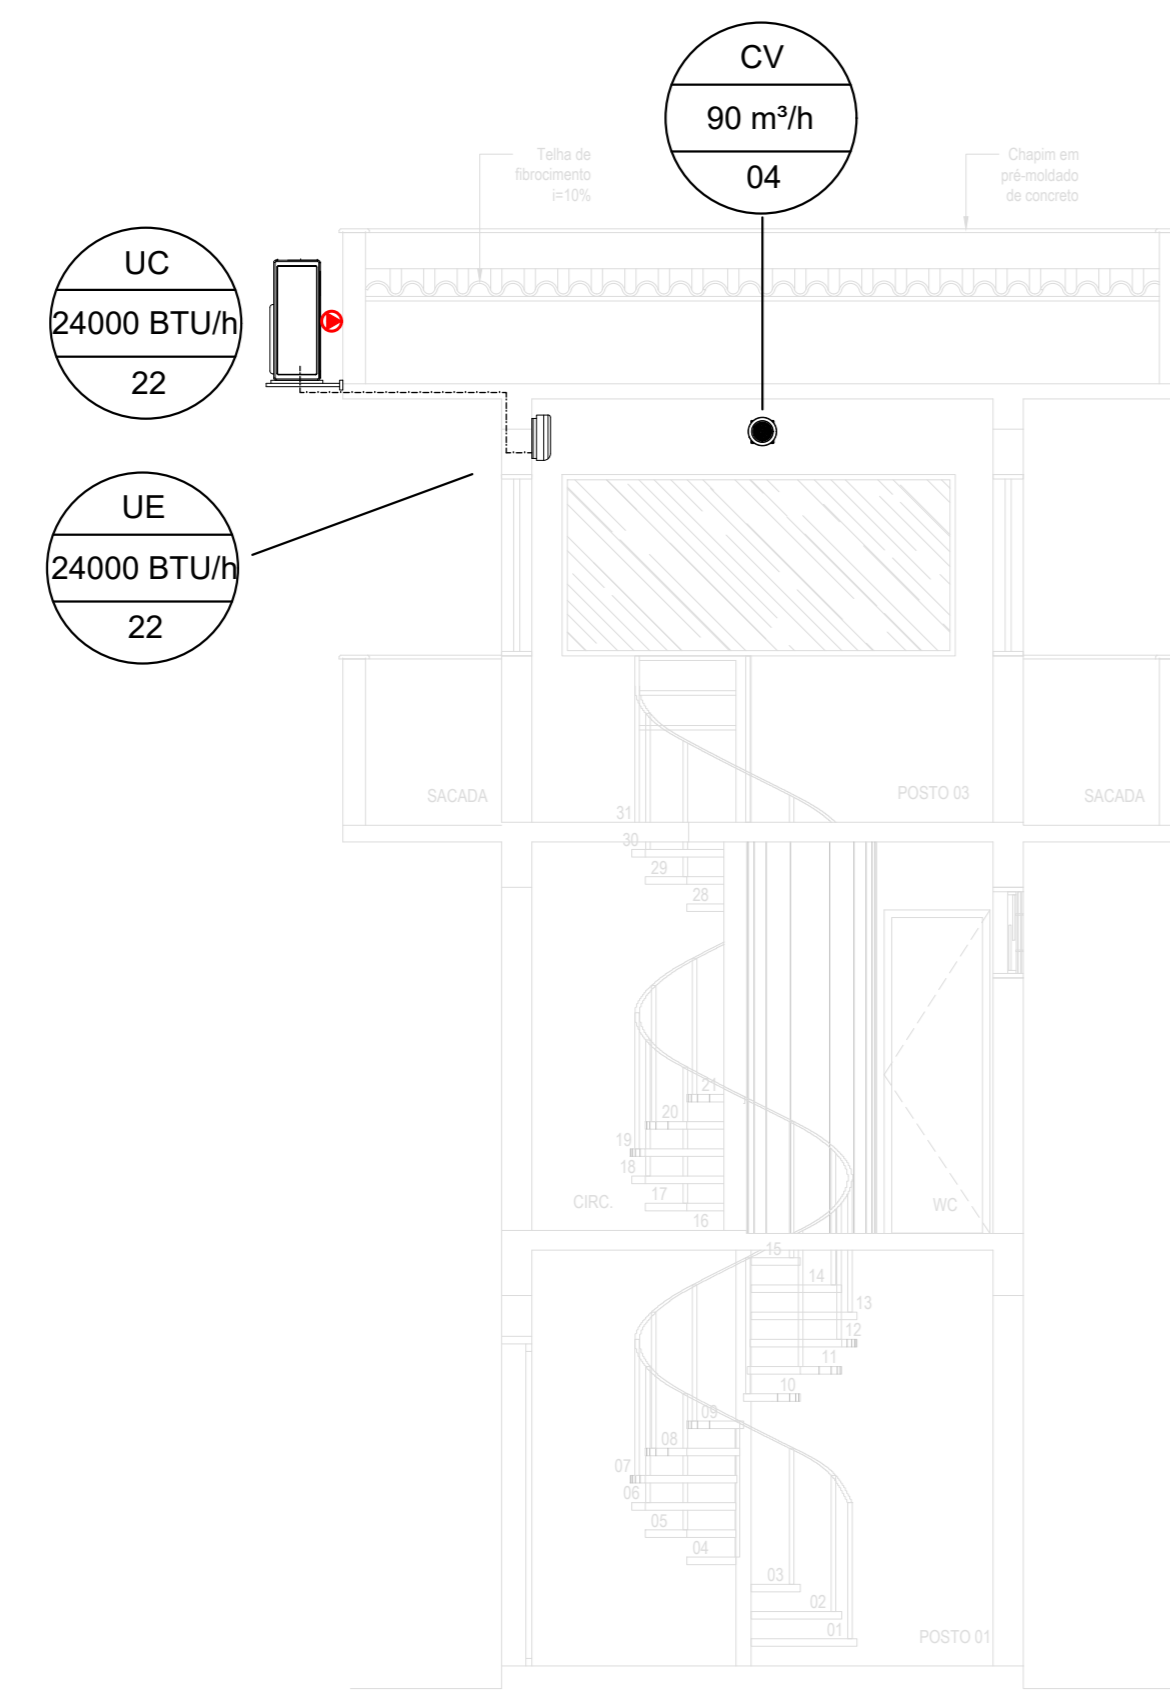 CV
90 m³/h
04
Telha de
fibrocimento
i=10%
Chapim em
pré-moldado
de concreto
UC
24000 BTU/h
22
UE
24000 BTU/h
22
SACADA
POSTO 03
SACADA
31
30
29
28
21
20
19
18
17
16
CIRC.
WC
15
14
13
12
11
10
09
08
07
06
05
04
03
02
01
POSTO 01